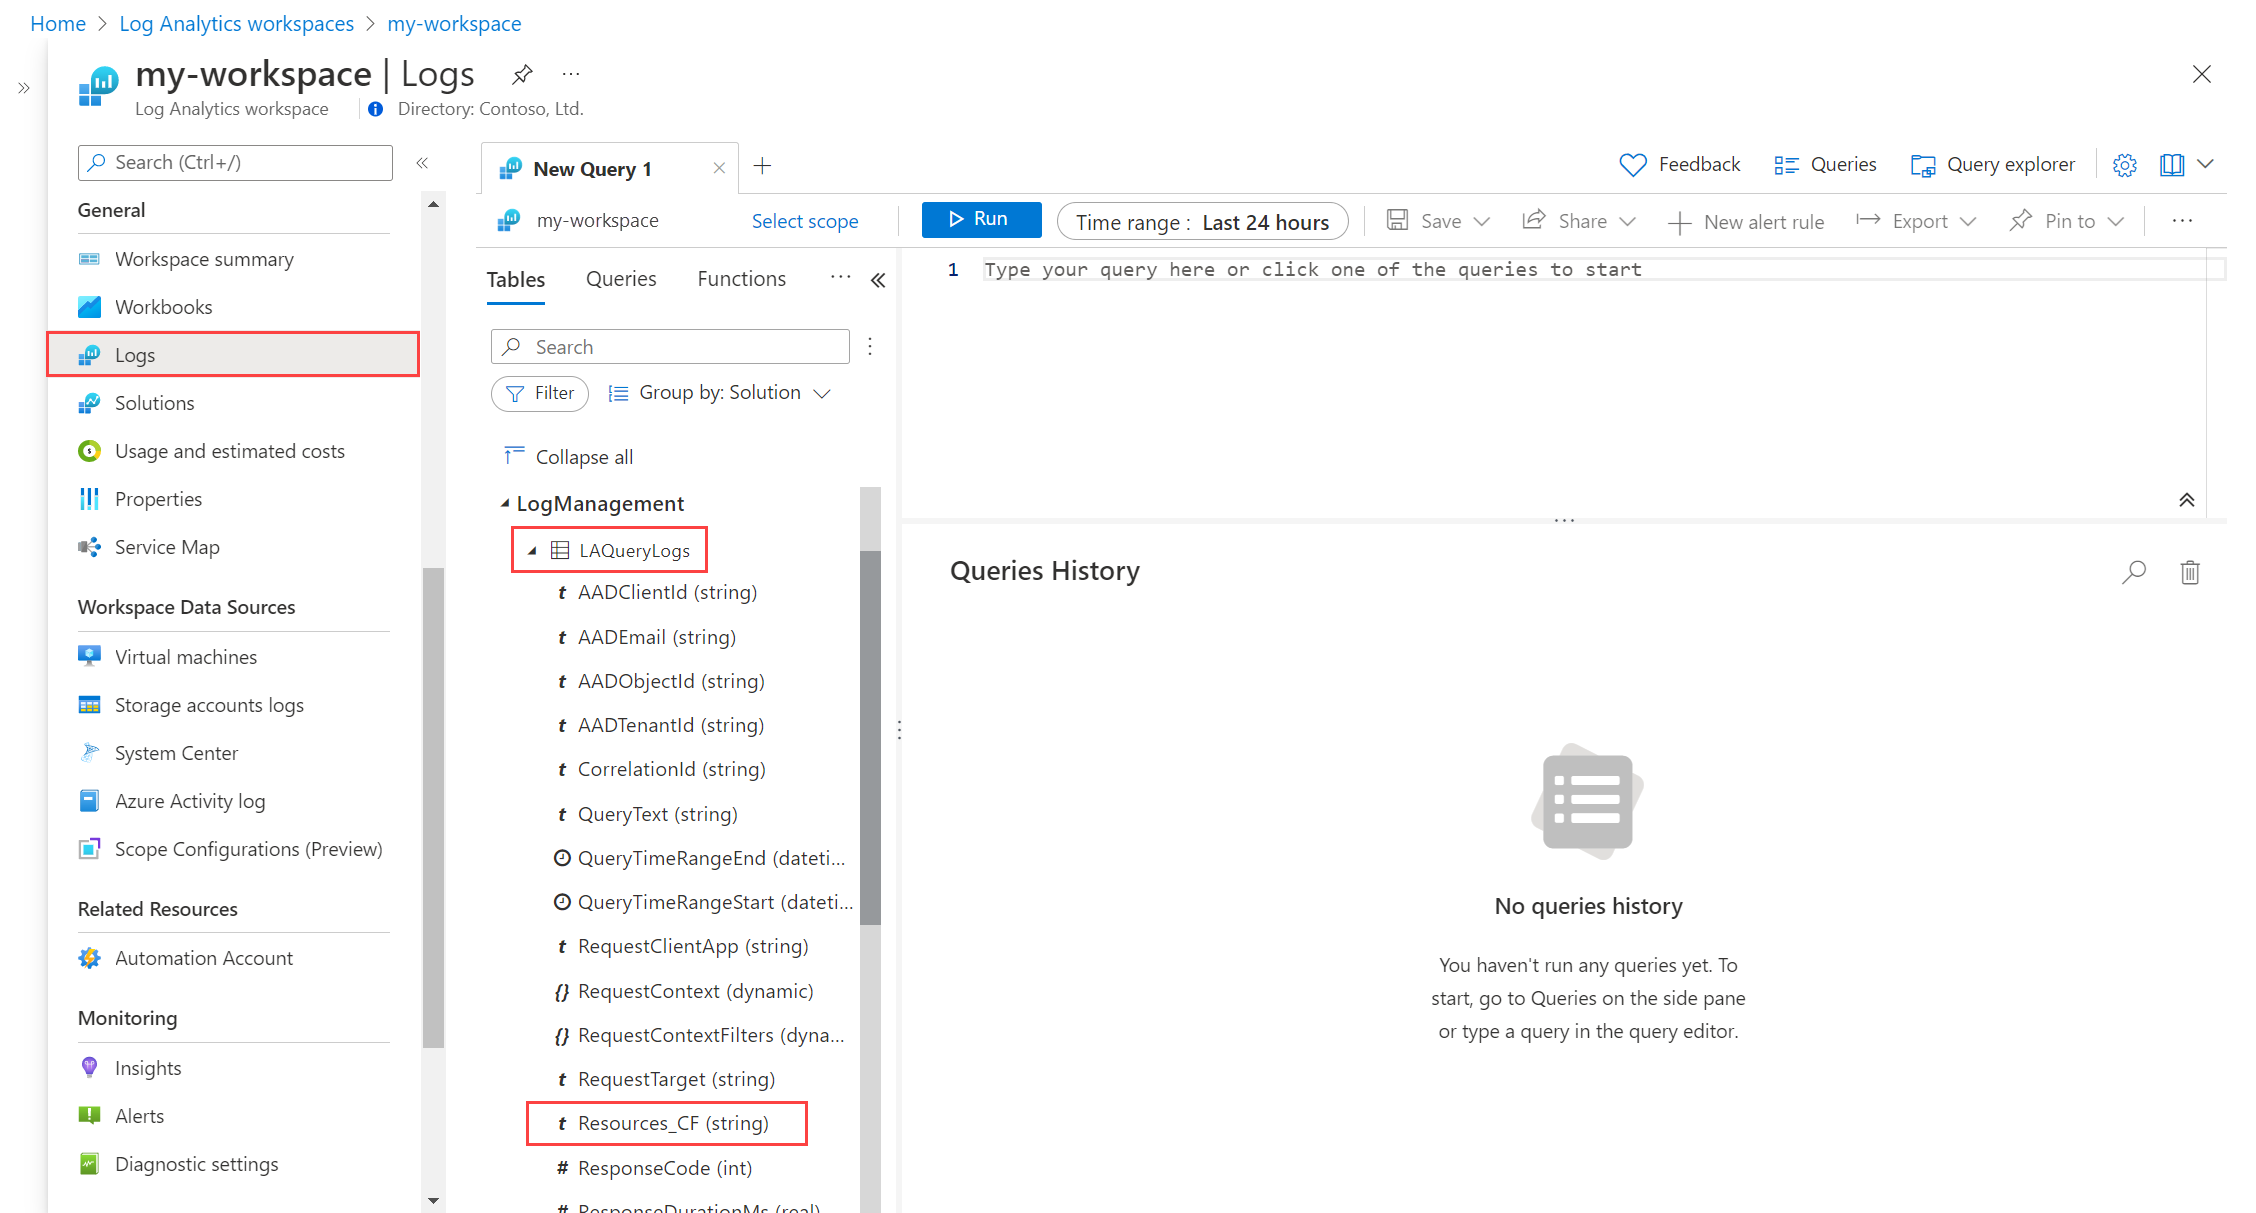 Home > Log Analytics workspaces > my-workspace
my-workspace | Logs
Log Analytics workspace
Directory: Contoso, Ltd.
Search (Ctrl+/)
General
Workspace summary
Workbooks
Logs
Solutions
Usage and estimated costs
Properties
Service Map
Workspace Data Sources
Virtual machines
Storage accounts logs
System Center
Azure Activity log
Scope Configurations (Preview)
Related Resources
Automation Account
Monitoring
Insights
Alerts
Diagnostic settings
New Query 1
Feedback
Queries
Query explorer
my-workspace
Select scope
Run
Time range : Last 24 hours
Save
Share
New alert rule
Export
Pin to
Tables
Queries
Functions
Search
Filter
Group by: Solution
Collapse all
LogManagement
LAQueryLogs
t AADClientId (string)
t AADEmail (string)
t AADObjectId (string)
t AADTenantId (string)
t CorrelationId (string)
t QueryText (string)
QueryTimeRangeEnd (dateti...
QueryTimeRangeStart (dateti...
t RequestClientApp (string)
{} RequestContext (dynamic)
{} RequestContextFilters (dyna...
t RequestTarget (string)
t Resources_CF (string)
# ResponseCode (int)
# ResponseDurationMs (real)
1 Type your query here or click one of the queries to start
Queries History
No queries history
You haven't run any queries yet. To
start, go to Queries on the side pane
or type a query in the query editor.